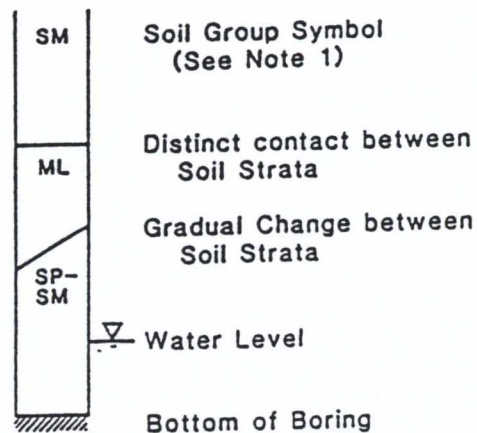 SM
Soil Group Symbol
(See Note 1)
Distinct contact between
Soil Strata
ML
Gradual Change between
Soil Strata
SP-
SM
Water Level
Bottom of Boring